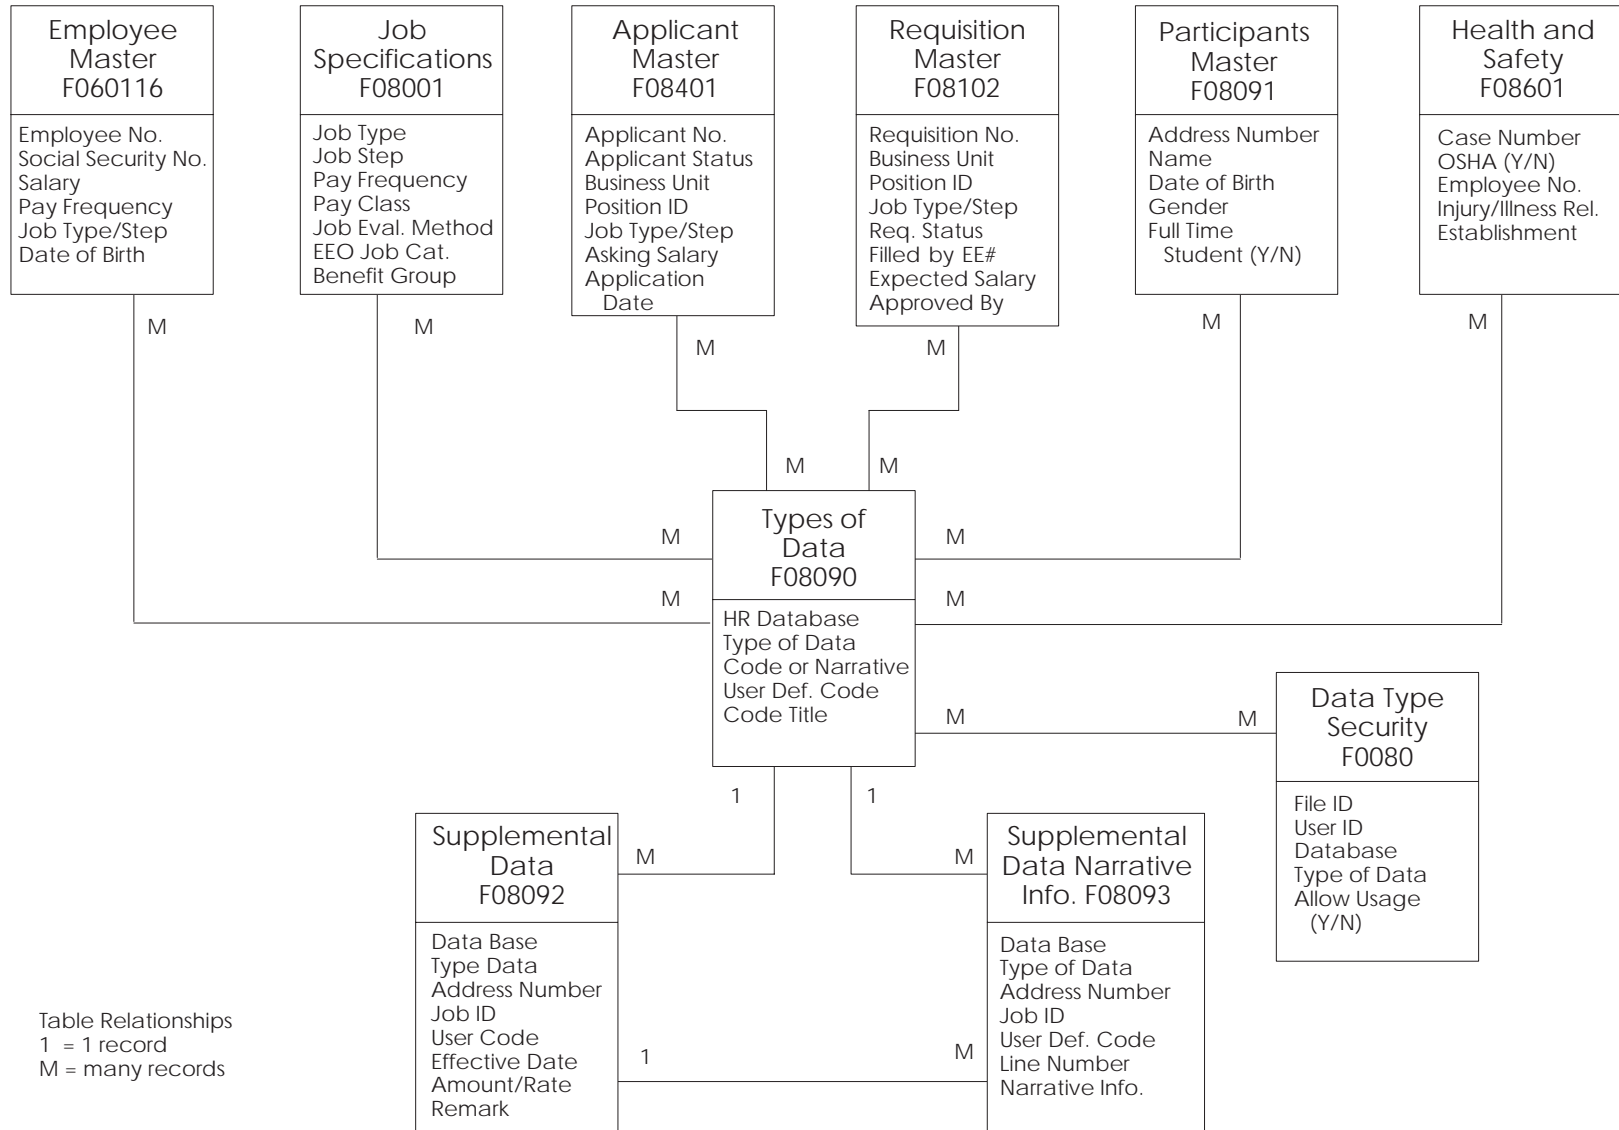 Employee
Master
F060116
Employee No.
Social Security No.
Salary
Pay Frequency
Job Type/Step
Date of Birth
M
Job
Specifications
F08001
Job Type
Job Step
Pay Frequency
Pay Class
Job Eval. Method
EEO Job Cat.
Benefit Group
M
Applicant
Master
F08401
Applicant No.
Applicant Status
Business Unit
Position ID
Job Type/Step
Asking Salary
Application
Date
M
Requisition
Master
F08102
Requisition No.
Business Unit
Position ID
Job Type/Step
Req. Status
Filled by EE#
Expected Salary
Approved By
M
Participants
Master
F08091
Address Number
Name
Date of Birth
Gender
Full Time
Student (Y/N)
M
Health and
Safety
F08601
Case Number
OSHA (Y/N)
Employee No.
Injury/Illness Rel.
Establishment
M
M
M
M
M
M
M
Types of
Data
F08090
HR Database
Type of Data
Code or Narrative
User Def. Code
Code Title
M
M
Data Type
Security
F0080
File ID
User ID
Database
Type of Data
Allow Usage
(Y/N)
1
1
M
M
Supplemental
Data
F08092
Data Base
Type Data
Address Number
Job ID
User Code
Effective Date
Amount/Rate
Remark
1
M
Supplemental
Data Narrative
Info. F08093
Data Base
Type of Data
Address Number
Job ID
User Def. Code
Line Number
Narrative Info.
Table Relationships
1 = 1 record
M = many records